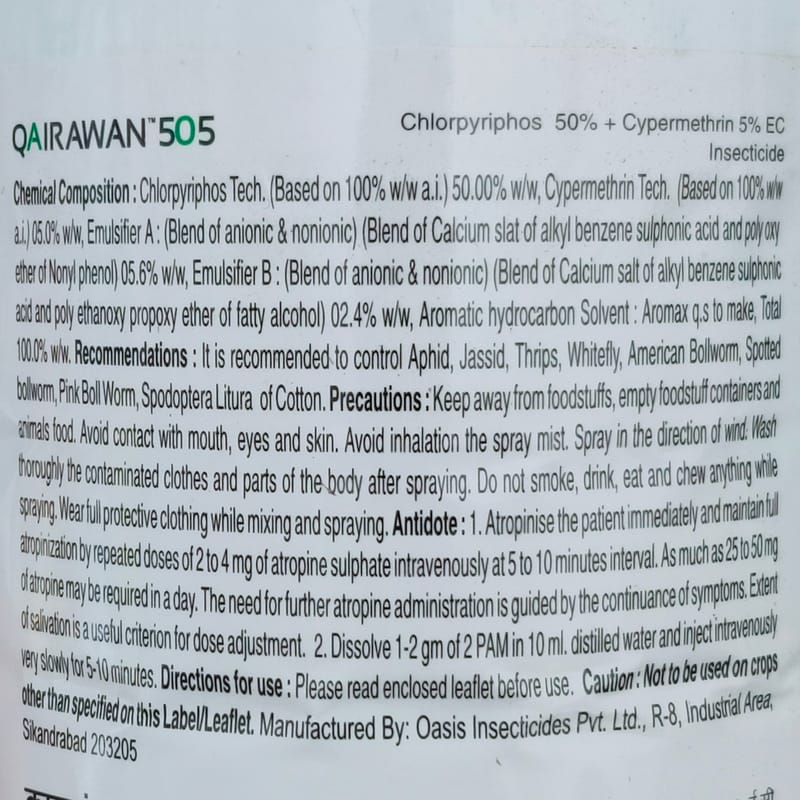 QAIRAWAN™505
Chlorpyriphos 50% + Cypermethrin 5% EC
Insecticide
Chemical Composition : Chlorpyriphos Tech. (Based on 100% w/w a.i.) 50.00% w/w, Cypermethrin Tech. (Based on 100% w/w
a.i.) 05.0% w/w, Emulsifier A : (Blend of anionic & nonionic) (Blend of Calcium slat of alkyl benzene sulphonic acid and poly oxy
ether of Nonyl phenol) 05.6% w/w, Emulsifier B : (Blend of anionic & nonionic) (Blend of Calcium salt of alkyl benzene sulphonic
acid and poly ethanoxy propoxy ether of fatty alcohol) 02.4% w/w, Aromatic hydrocarbon Solvent : Aromax q.s to make, Total
100.0% w/w. Recommendations : It is recommended to control Aphid, Jassid, Thrips, Whitefly, American Bollworm, Spotted
bollworm, Pink Boll Worm, Spodoptera Litura of Cotton. Precautions : Keep away from foodstuffs, empty foodstuff containers and
animals food. Avoid contact with mouth, eyes and skin. Avoid inhalation the spray mist. Spray in the direction of wind. Wash
thoroughly the contaminated clothes and parts of the body after spraying. Do not smoke, drink, eat and chew anything while
spraying. Wear full protective clothing while mixing and spraying. Antidote : 1. Atropinise the patient immediately and maintain full
atropinization by repeated doses of 2 to 4 mg of atropine sulphate intravenously at 5 to 10 minutes interval. As much as 25 to 50 mg
of atropine may be required in a day. The need for further atropine administration is guided by the continuance of symptoms. Extent
of salivation is a useful criterion for dose adjustment. 2. Dissolve 1-2 gm of 2 PAM in 10 ml. distilled water and inject intravenously
very slowly for 5-10 minutes. Directions for use : Please read enclosed leaflet before use. Caution : Not to be used on crops
other than specified on this Label/Leaflet. Manufactured By: Oasis Insecticides Pvt. Ltd., R-8, Industrial Area,
Sikandrabad 203205